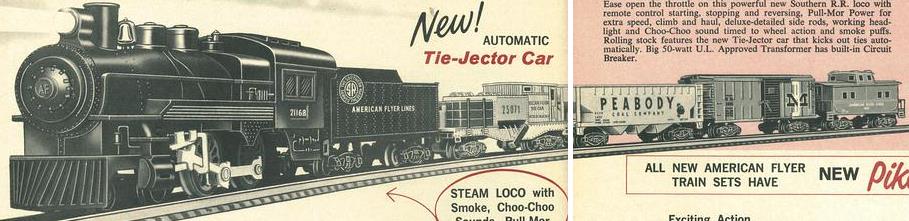 New!
AUTOMATIC
Tie-Jector Car
AF
21168
AMERICAN FLYER LINES
25071
STEAM LOCO with
Smoke, Choo-Choo
Sounds, Pull-Mor
Ease open the throttle on this powerful new Southern R.R. loco with
remote control starting, stopping and reversing, Pull-Mor Power for
extra speed, climb and haul, deluxe-detailed side rods, working head-
light and Choo-Choo sound timed to wheel action and smoke puffs.
Rolling stock features the new Tie-Jector car that kicks out ties auto-
matically. Big 50-watt U.L. Approved Transformer has built-in Circuit
Breaker.
PEABODY
COAL COMPANY
M
ALL NEW AMERICAN FLYER
TRAIN SETS HAVE
NEW
Exciting Action